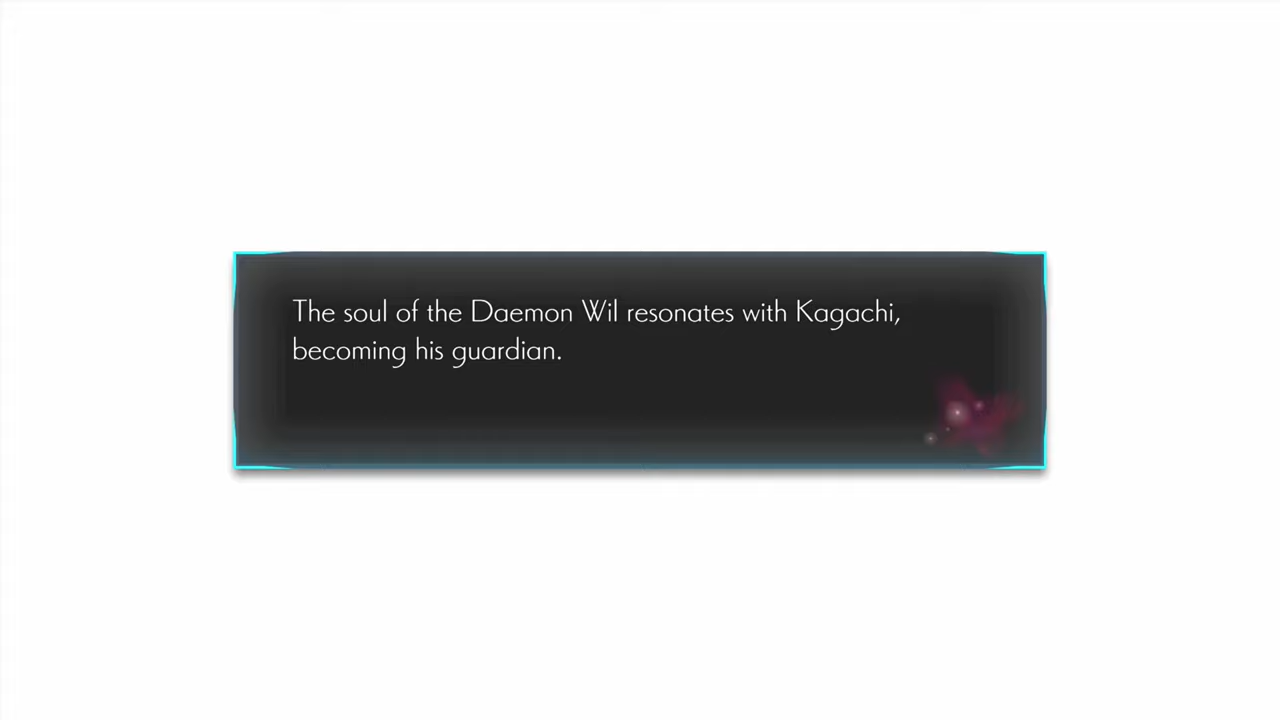 The soul of the Daemon Wil resonates with Kagachi,
becoming his guardian.